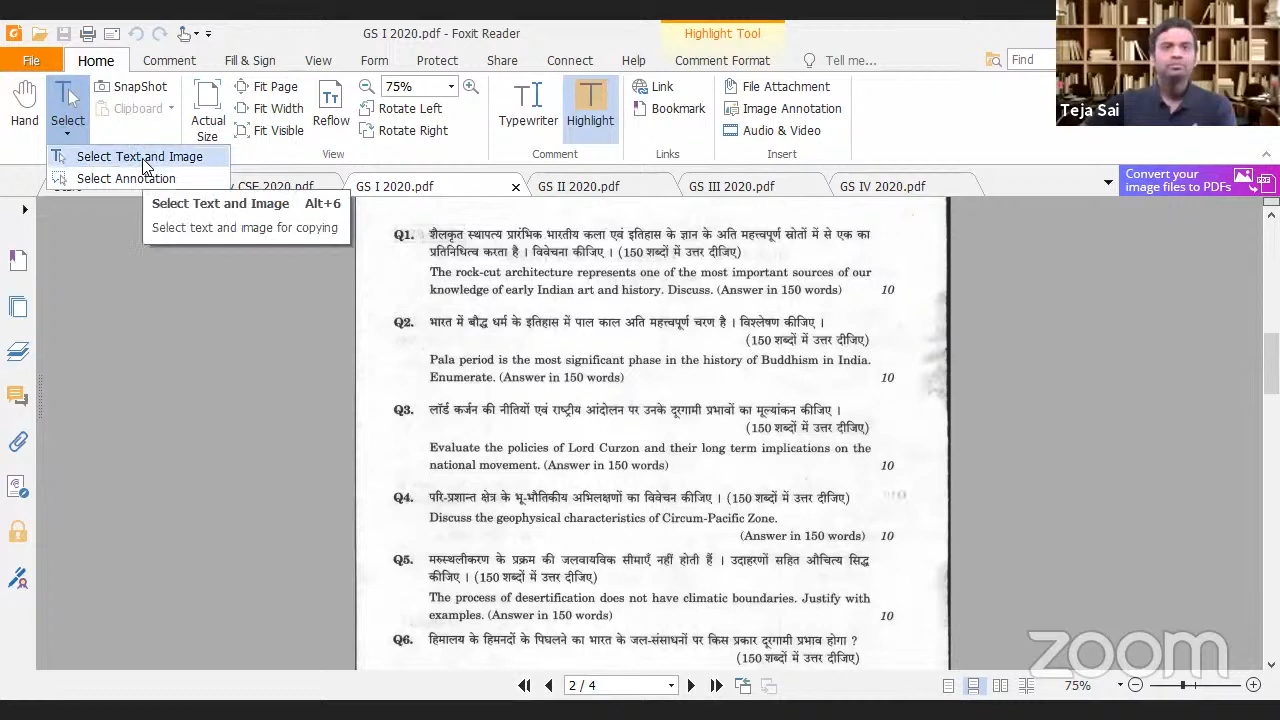 GS I 2020.pdf - Foxit Reader
Highlight Tool
File Home Comment Fill & Sign View Form Protect Share Connect Help Comment Format Tell me... Find
Teja Sai
Hand
Select
SnapShot
Clipboard
Actual Size
Fit Page
Fit Width
Fit Visible
Reflow
75%
Rotate Left
Rotate Right
View
Typewriter
Highlight
Comment
Link
Bookmark
Links
File Attachment
Image Annotation
Audio & Video
Insert
Select Text and Image
Select Annotation
CSE 2020.pdf
GS I 2020.pdf
GS II 2020.pdf
GS III 2020.pdf
GS IV 2020.pdf
Convert your
image files to PDFs
Select Text and Image Alt+6
Select text and image for copying
Q1. शैलकृत स्थापत्य प्रारंभिक भारतीय कला एवं इतिहास के ज्ञान के अति महत्त्वपूर्ण स्रोतों में से एक का
प्रतिनिधित्व करता है । विवेचना कीजिए । (150 शब्दों में उत्तर दीजिए)
The rock-cut architecture represents one of the most important sources of our
knowledge of early Indian art and history. Discuss. (Answer in 150 words) 10
Q2. भारत में बौद्ध धर्म के इतिहास में पाल काल अति महत्त्वपूर्ण चरण है । विश्लेषण कीजिए ।
(150 शब्दों में उत्तर दीजिए)
Pala period is the most significant phase in the history of Buddhism in India.
Enumerate. (Answer in 150 words) 10
Q3. लॉर्ड कर्जन की नीतियों एवं राष्ट्रीय आंदोलन पर उनके दूरगामी प्रभावों का मूल्यांकन कीजिए ।
(150 शब्दों में उत्तर दीजिए)
Evaluate the policies of Lord Curzon and their long term implications on the
national movement. (Answer in 150 words) 10
Q4. परि-प्रशान्त क्षेत्र के भू-भौतिकीय अभिलक्षणों का विवेचन कीजिए । (150 शब्दों में उत्तर दीजिए)
Discuss the geophysical characteristics of Circum-Pacific Zone.
(Answer in 150 words) 10
Q5. मरुस्थलीकरण के प्रक्रम की जलवायविक सीमाएँ नहीं होती हैं । उदाहरणों सहित औचित्य सिद्ध
कीजिए । (150 शब्दों में उत्तर दीजिए)
The process of desertification does not have climatic boundaries. Justify with
examples. (Answer in 150 words) 10
Q6. हिमालय के हिमनदों के पिघलने का भारत के जल-संसाधनों पर किस प्रकार दूरगामी प्रभाव होगा ?
(150 शब्दों में उत्तर दीजिए)
zoom
2 / 4
75%